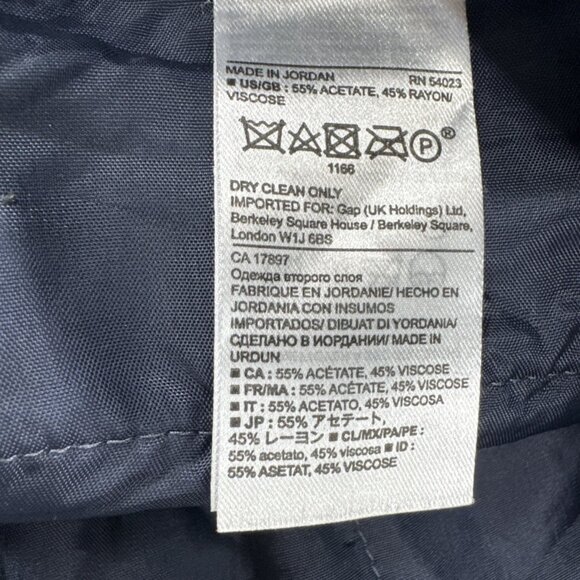 MADE IN JORDAN RN 54023
■ US/GB : 55% ACETATE, 45% RAYON/
VISCOSE
P®
1166
DRY CLEAN ONLY
IMPORTED FOR: Gap (UK Holdings) Ltd,
Berkeley Square House / Berkeley Square,
London W1J 6BS
CA 17897
Одежда второго слоя
FABRIQUE EN JORDANIE/ HECHO EN
JORDANIA CON INSUMOS
IMPORTADOS/ DIBUAT DI YORDANIA/
СДЕЛАНО В ИОРДАНИИ/ MADE IN
URDUN
■ CA : 55% ACÉTATE, 45% VISCOSE
■ FR/MA : 55% ACÉTATE, 45% VISCOSE
■ IT : 55% ACETATO, 45% VISCOSA
■ JP : 55% アセテート,
45% レーヨン ■ CL/MX/PA/PE :
55% acetato, 45% viscosa ■ ID :
55% ASETAT, 45% VISCOSE